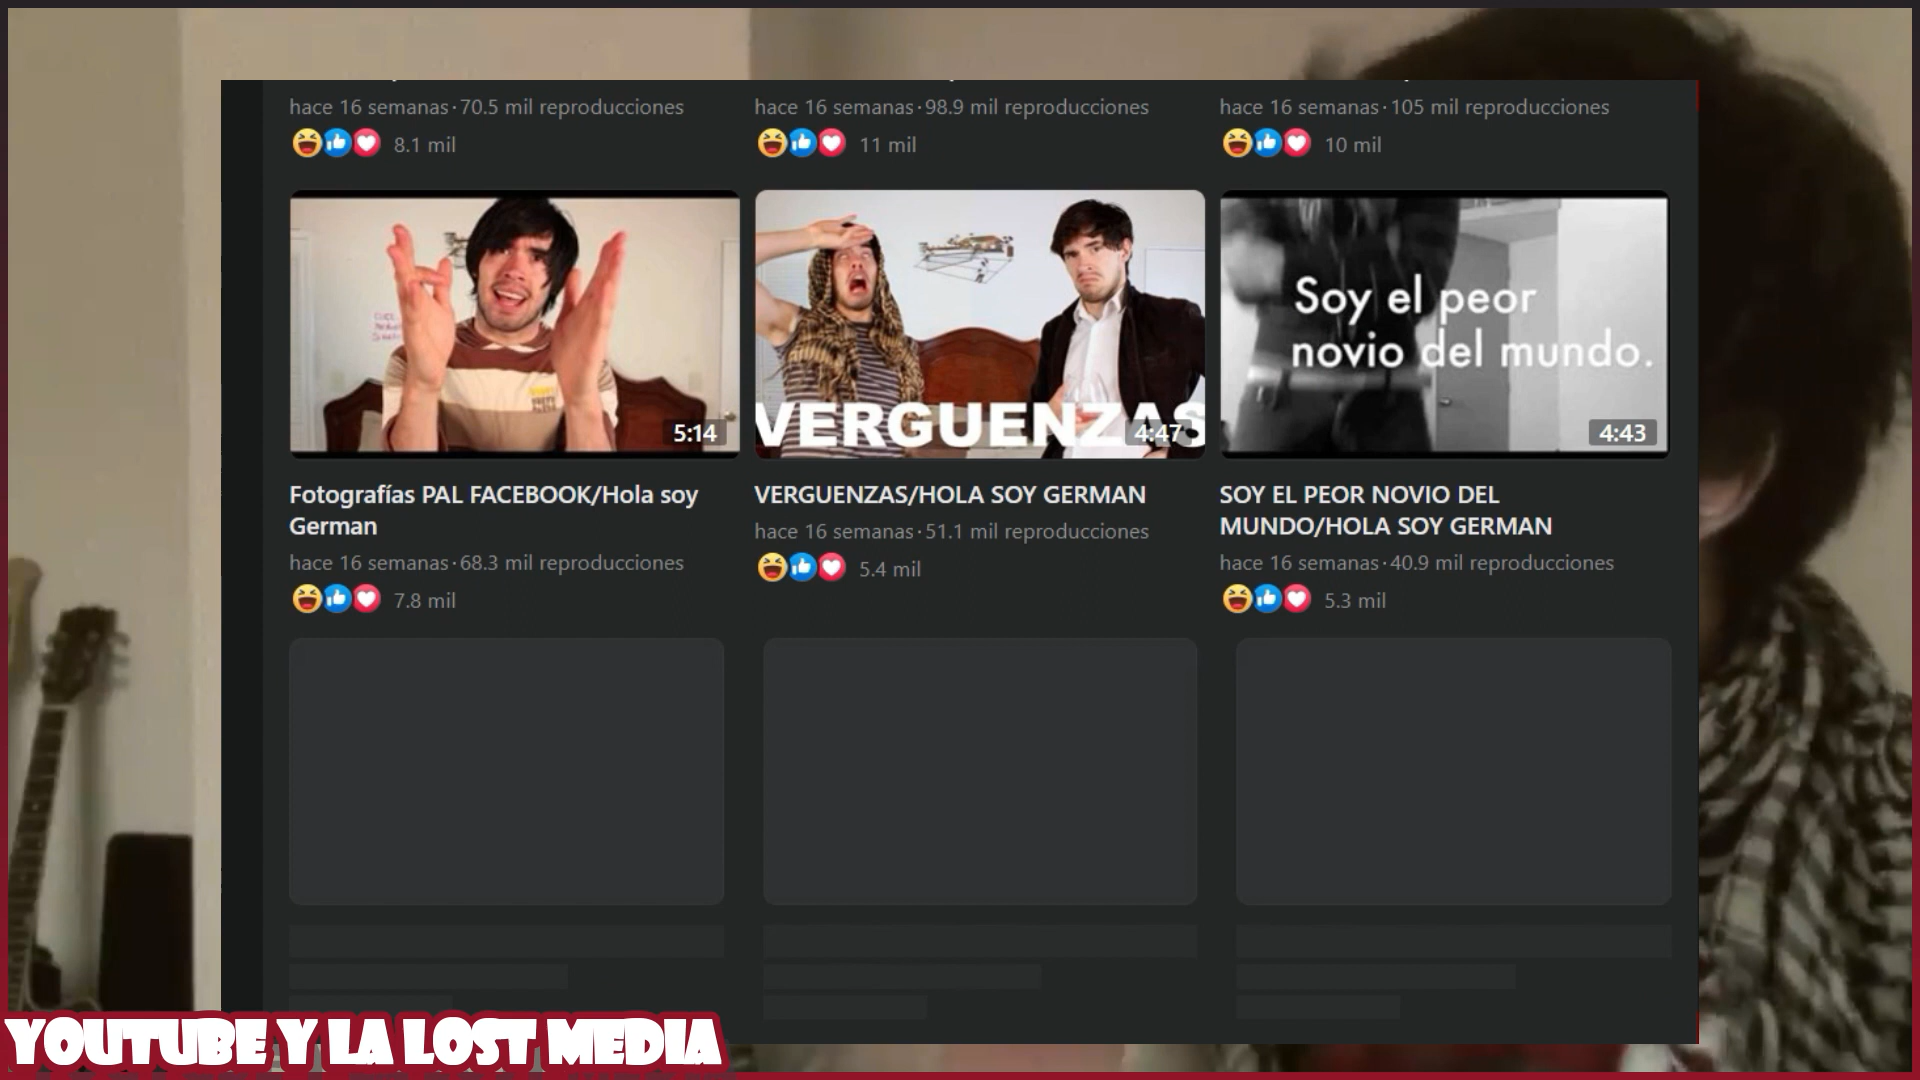 hace 16 semanas·70.5 mil reproducciones
8.1 mil
hace 16 semanas·98.9 mil reproducciones
11 mil
hace 16 semanas·105 mil reproducciones
10 mil
5:14
Fotografías PAL FACEBOOK/Hola soy
German
hace 16 semanas·68.3 mil reproducciones
7.8 mil
VERGUENZAS
4:47
VERGUENZAS/HOLA SOY GERMAN
hace 16 semanas·51.1 mil reproducciones
5.4 mil
Soy el peor
novio del mundo.
4:43
SOY EL PEOR NOVIO DEL
MUNDO/HOLA SOY GERMAN
hace 16 semanas·40.9 mil reproducciones
5.3 mil
YOUTUBE Y LA LOST MEDIA